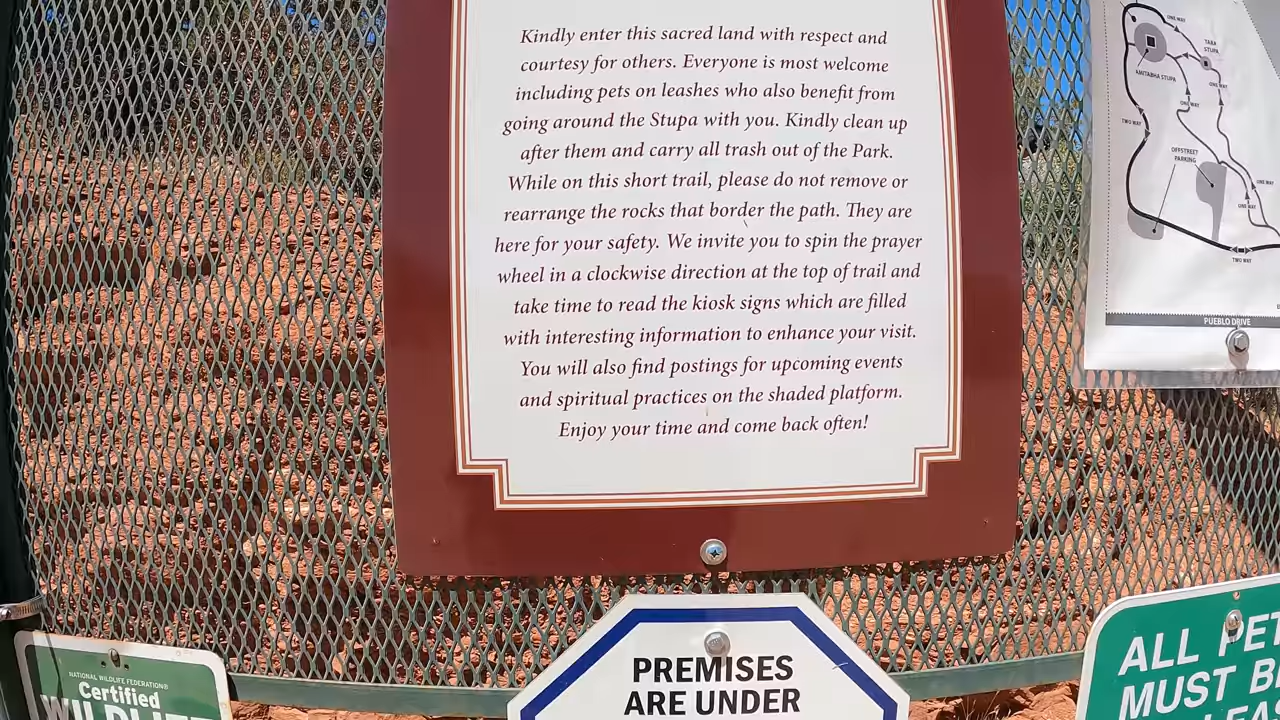 Kindly enter this sacred land with respect and
courtesy for others. Everyone is most welcome
including pets on leashes who also benefit from
going around the Stupa with you. Kindly clean up
after them and carry all trash out of the Park.
While on this short trail, please do not remove or
rearrange the rocks that border the path. They are
here for your safety. We invite you to spin the prayer
wheel in a clockwise direction at the top of trail and
take time to read the kiosk signs which are filled
with interesting information to enhance your visit.
You will also find postings for upcoming events
and spiritual practices on the shaded platform.
Enjoy your time and come back often!
ONE WAY
TARA
STUPA
AMITABHA STUPA
ONE WAY
ONE WAY
TWO WAY
OFFSTREET
PARKING
ONE WAY
ONE WAY
TWO WAY
PUEBLO DRIVE
NATIONAL WILDLIFE FEDERATION®
Certified
WILDLIFE
PREMISES
ARE UNDER
ALL PET
MUST B